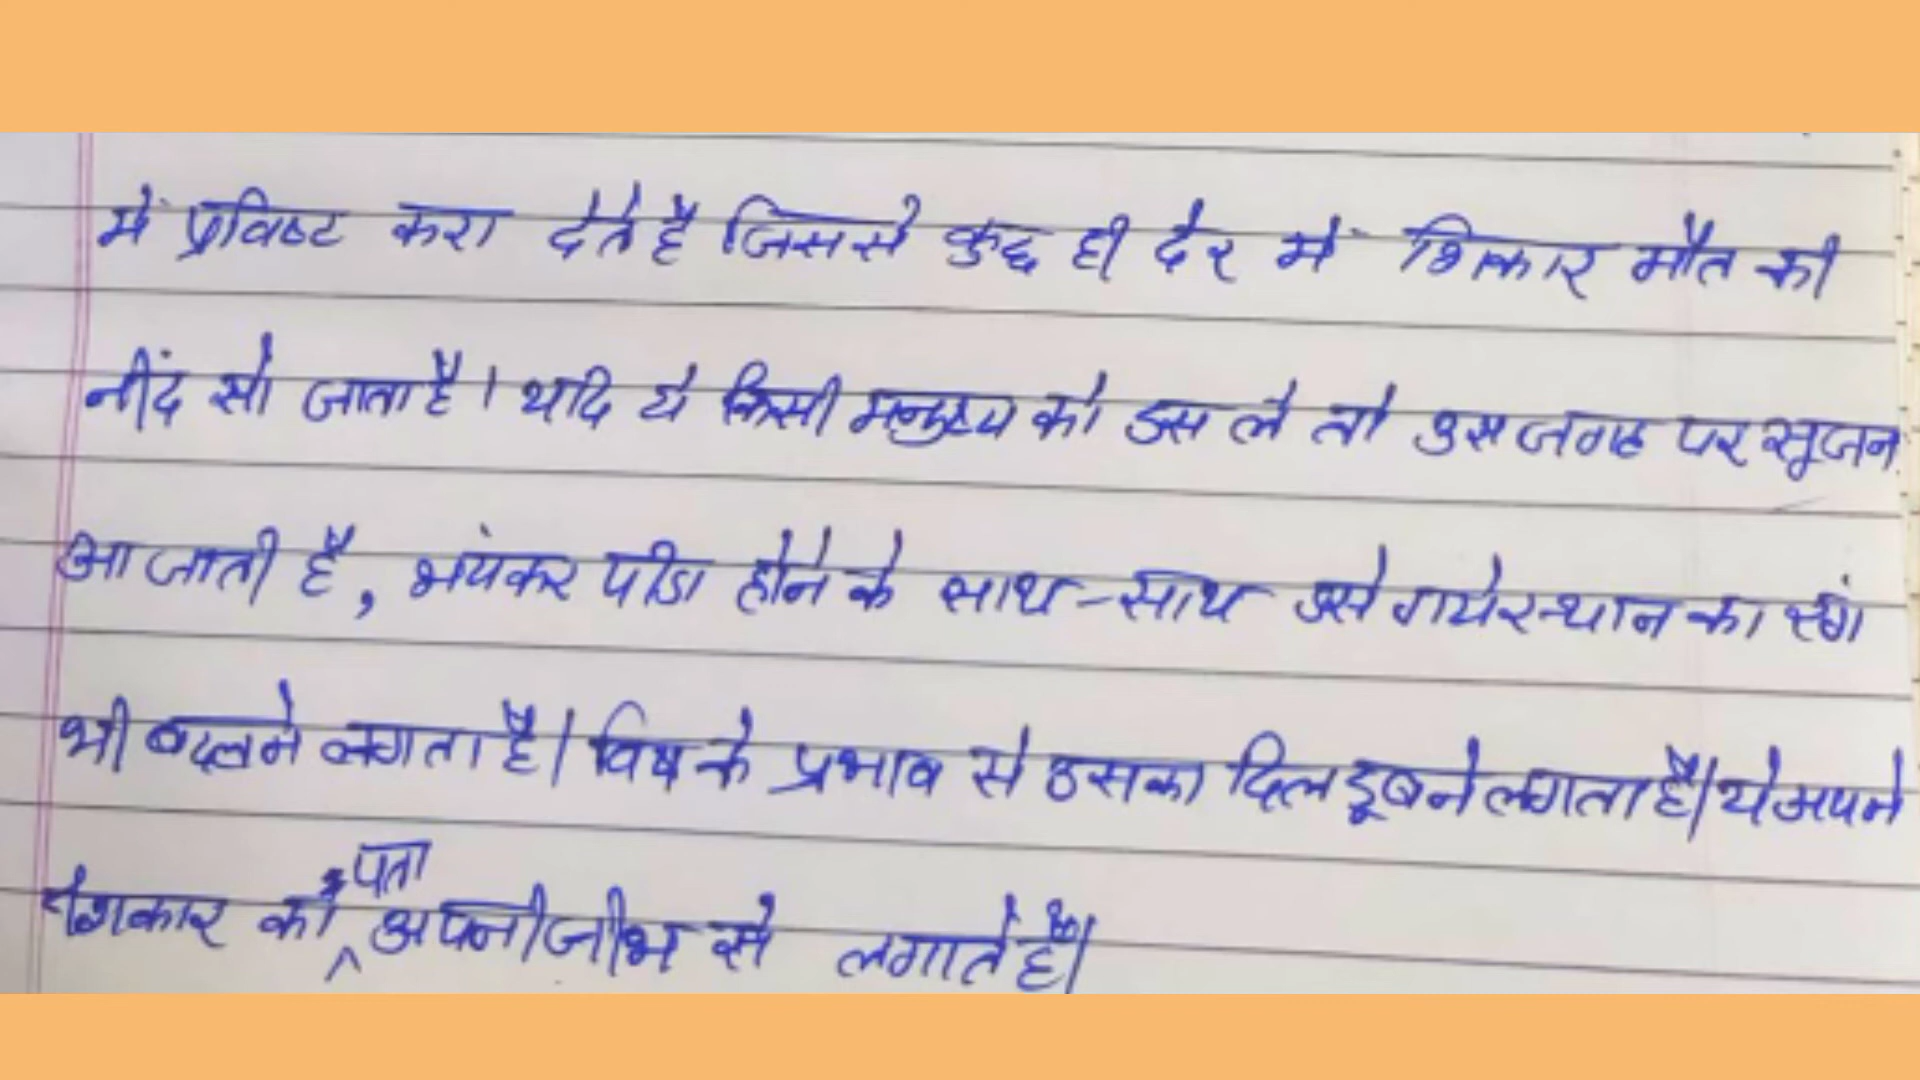 में प्रविष्ट करा देते है जिससे कुछ ही देर में शिकार मौत की
नींद सो जाता है । यदि ये किसी मनुष्य को डस ले तो उस जगह पर सूजन
आ जाती है , भयंकर पीडा होने के साथ - साथ डसे गये स्थान का रंग
भी बदलने लगता है । विष के प्रभाव से उसका दिल डूबने लगता है । ये अपने
शिकार का पता अपनी जीभ से लगाते है ।